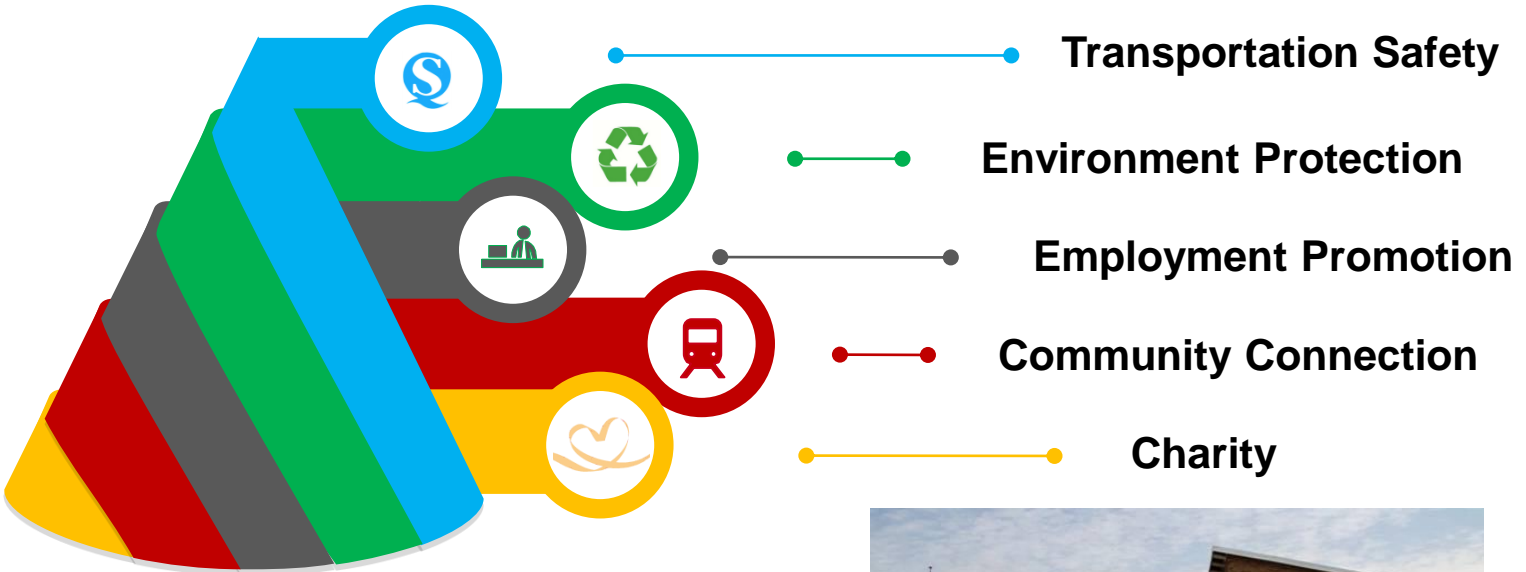 Transportation Safety
Environment Protection
Employment Promotion
Community Connection
Charity